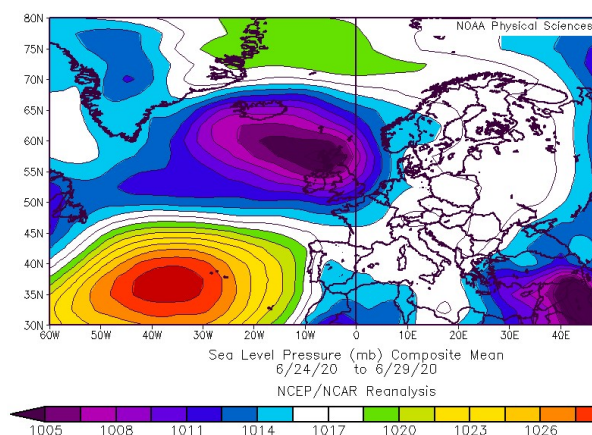 80N
NOAA Physical Sciences
75N
70N
65N
60N
55N
50N
45N
40N
35N
30N
60W 50W 40W 30W 20W 10W 0 10E 20E 30E 40E
Sea Level Pressure (mb) Composite Mean
6/24/20 to 6/29/20
NCEP/NCAR Reanalysis
1005 1008 1011 1014 1017 1020 1023 1026